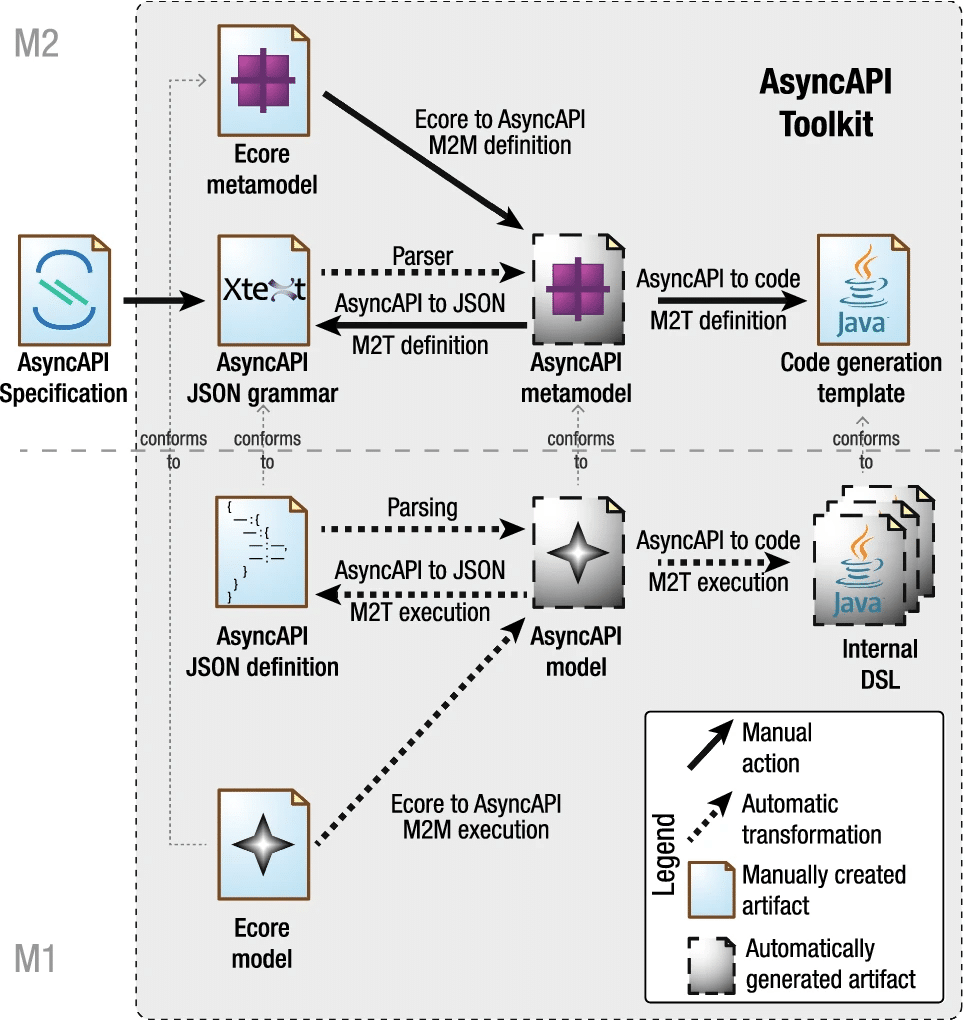 M2
AsyncAPI
Toolkit
Ecore to AsyncAPI
M2M definition
Ecore
metamodel
Xtext
Parser
AsyncAPI to JSON
M2T definition
AsyncAPI to code
M2T definition
Java
AsyncAPI
Specification
AsyncAPI
JSON grammar
AsyncAPI
metamodel
Code generation
template
conforms
to
conforms
to
conforms
to
conforms
to
{
— : {
— : {
— : —,
— : —
}
}
}
Parsing
AsyncAPI to JSON
M2T execution
AsyncAPI to code
M2T execution
Java
AsyncAPI
JSON definition
AsyncAPI
model
Internal
DSL
Ecore to AsyncAPI
M2M execution
Ecore
model
M1
Legend
Manual
action
Automatic
transformation
Manually created
artifact
Automatically
generated artifact